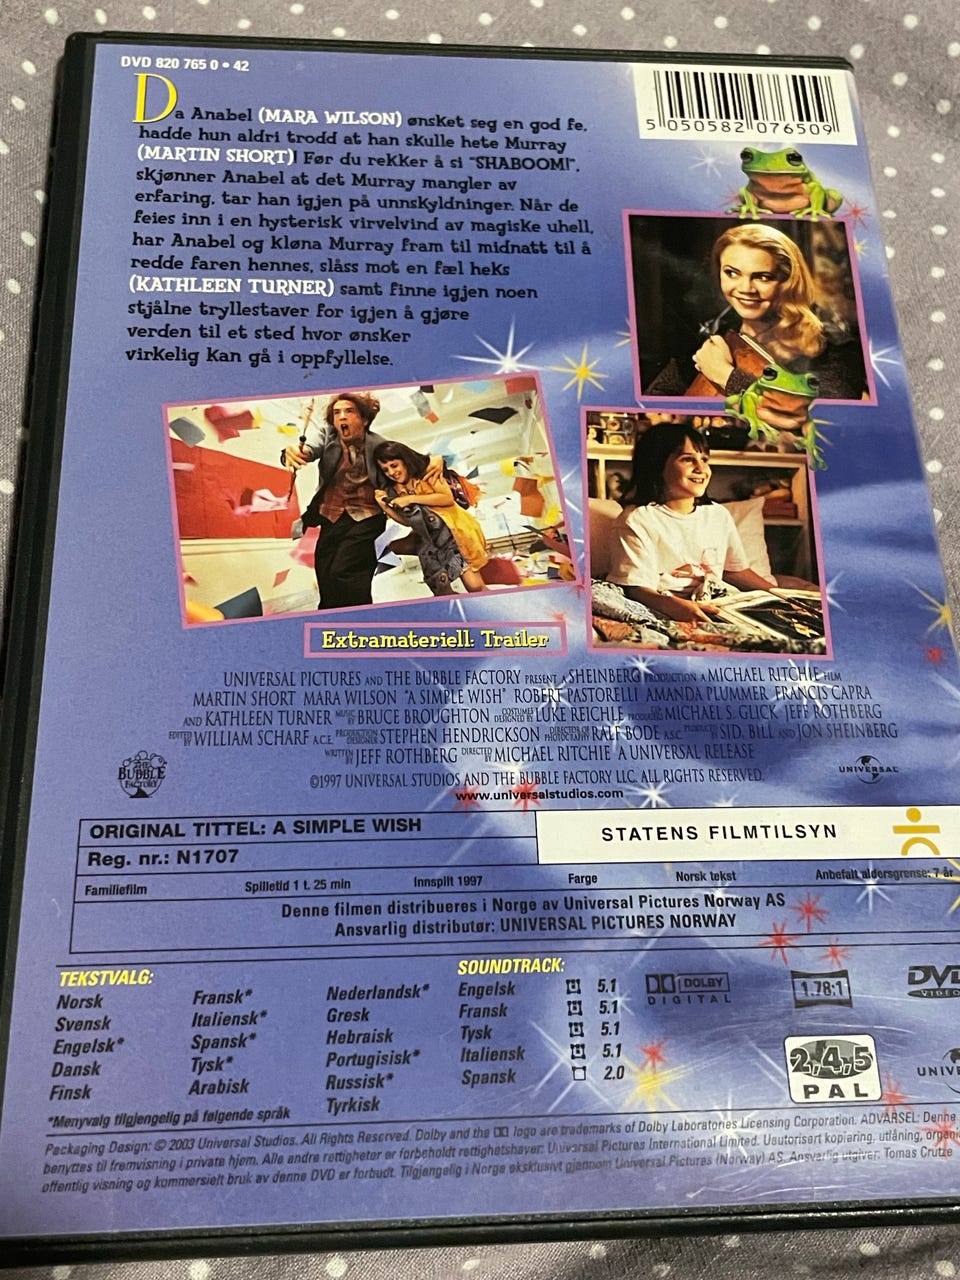 DVD 820 765 0 • 42
5 050582 076509
Da Anabel (MARA WILSON) ønsket seg en god fe,
hadde hun aldri trodd at han skulle hete Murray
(MARTIN SHORT)! Før du rekker å si "SHABOOM!",
skjønner Anabel at det Murray mangler av
erfaring, tar han igjen på unnskyldninger. Når de
feies inn i en hysterisk virvelvind av magiske uhell,
har Anabel og kløna Murray fram til midnatt til å
redde faren hennes, slåss mot en fæl heks
(KATHLEEN TURNER) samt finne igjen noen
stjålne tryllestaver for igjen å gjøre
verden til et sted hvor ønsker
virkelig kan gå i oppfyllelse.
Extramateriell: Trailer
UNIVERSAL PICTURES AND THE BUBBLE FACTORY PRESENT A SHEINBERG PRODUCTION A MICHAEL RITCHIE FILM
MARTIN SHORT MARA WILSON "A SIMPLE WISH" ROBERT PASTORELLI AMANDA PLUMMER FRANCIS CAPRA
AND KATHLEEN TURNER MUSIC BY BRUCE BROUGHTON COSTUMES DESIGNED BY LUKE REICHLE PRODUCERS MICHAEL S. GLICK JEFF ROTHBERG
EDITED BY WILLIAM SCHARF A.C.E. PRODUCTION DESIGNER STEPHEN HENDRICKSON DIRECTOR OF PHOTOGRAPHY RALF BODE A.S.C. PRODUCED BY SID, BILL AND JON SHEINBERG
WRITTEN BY JEFF ROTHBERG DIRECTED BY MICHAEL RITCHIE A UNIVERSAL RELEASE
©1997 UNIVERSAL STUDIOS AND THE BUBBLE FACTORY LLC. ALL RIGHTS RESERVED.
www.universalstudios.com
THE BUBBLE FACTORY
UNIVERSAL
ORIGINAL TITTEL: A SIMPLE WISH
STATENS FILMTILSYN
Reg. nr.: N1707
Familiefilm Spilletid 1 t. 25 min Innspilt 1997 Farge Norsk tekst Anbefalt aldersgrense: 7 år
Denne filmen distribueres i Norge av Universal Pictures Norway AS
Ansvarlig distributør: UNIVERSAL PICTURES NORWAY
TEKSTVALG:
Norsk
Svensk
Engelsk*
Dansk
Finsk
Fransk*
Italiensk*
Spansk*
Tysk*
Arabisk
Nederlandsk*
Gresk
Hebraisk
Portugisisk*
Russisk*
Tyrkisk
*Menyvalg tilgjengelig på følgende språk
SOUNDTRACK:
Engelsk 5.1
Fransk 5.1
Tysk 5.1
Italiensk 5.1
Spansk 2.0
DOLBY
DIGITAL
1.78:1
DVD
VIDEO
2,4,5
PAL
UNIVE
Packaging Design: © 2003 Universal Studios. All Rights Reserved. Dolby and the logo are trademarks of Dolby Laboratories Licensing Corporation. ADVARSEL: Denne
benyttes til fremvisning i private hjem. Alle andre rettigheter er forbeholdt rettighetshaver: Universal Pictures International Limited. Uautorisert kopiering, utlåning, organi
offentlig visning og kommersielt bruk av denne DVD er forbudt. Tilgjengelig i Norge eksklusivt gjennom Universal Pictures (Norway) AS. Ansvarlig utgiver: Tomas Crutze